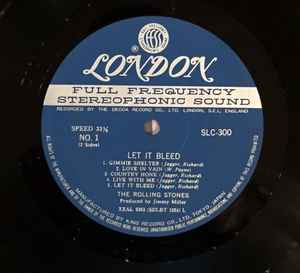 LONDON
FULL FREQUENCY
STEREOPHONIC SOUND
RECORDED BY THE DECCA RECORD CO. LTD. LONDON, S.E.I., ENGLAND
SPEED 33⅓
NO. 1
(2 Sides)
SLC-300
LET IT BLEED
1. GIMMIE SHELTER (Jagger, Richard)
2. LOVE IN VAIN (W. Payne)
3. COUNTRY HONK (Jagger, Richard)
4. LIVE WITH ME (Jagger, Richard)
5. LET IT BLEED (Jagger, Richard)
THE ROLLING STONES
Produced by Jimmy Miller
MANUFACTURED BY KING RECORD CO. LTD., TOKYO, JAPAN